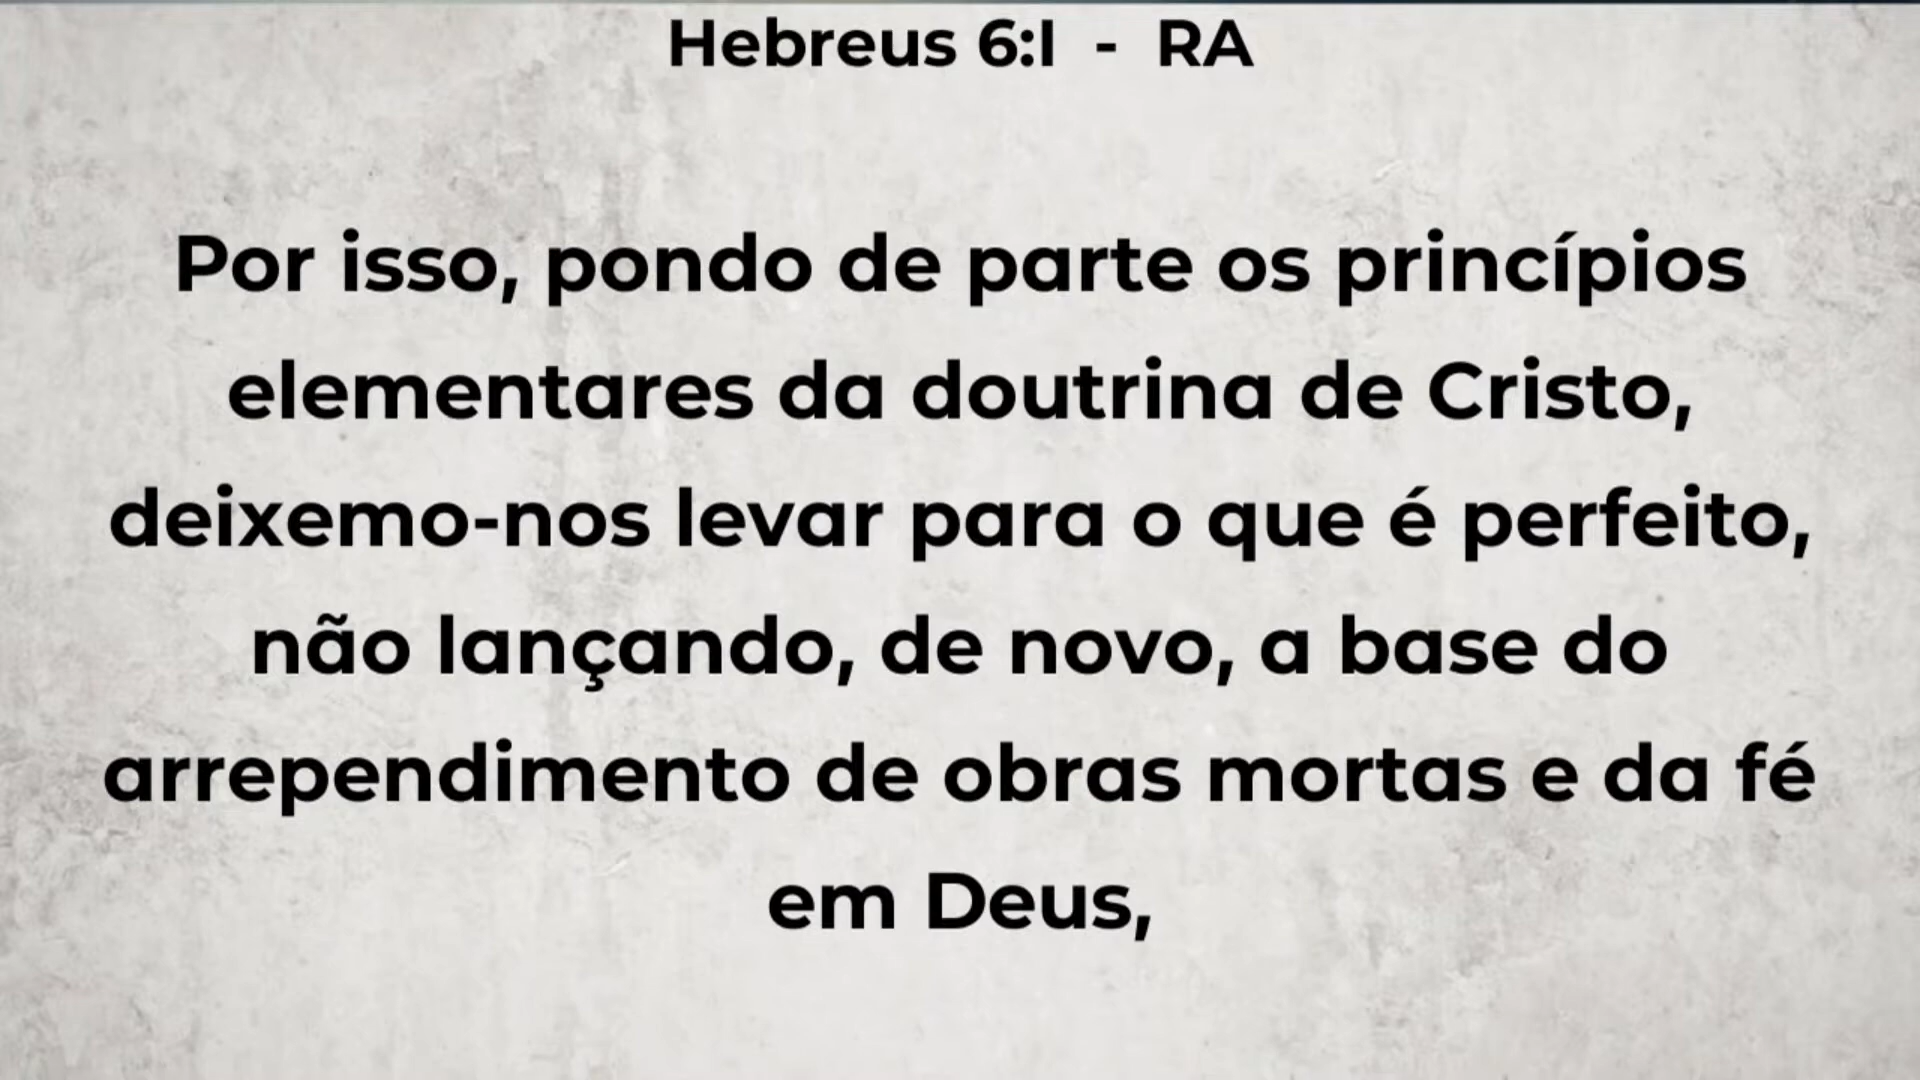 Hebreus 6:1 - RA
Por isso, pondo de parte os princípios
elementares da doutrina de Cristo,
deixemo-nos levar para o que é perfeito,
não lançando, de novo, a base do
arrependimento de obras mortas e da fé
em Deus,